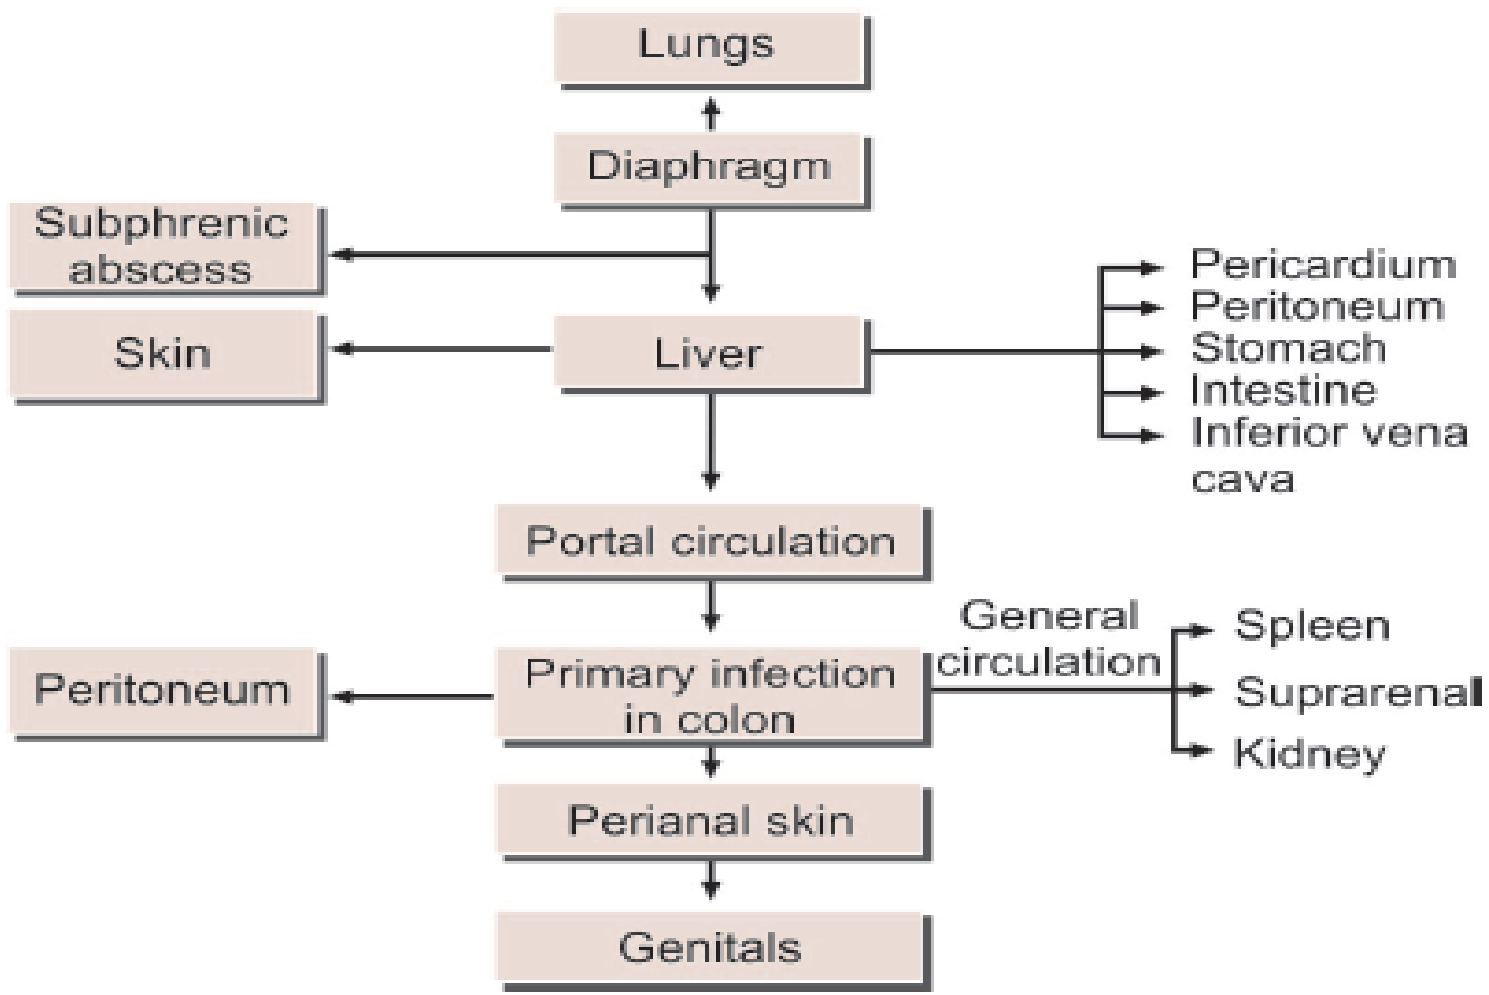 Lungs
Diaphragm
Subphrenic
abscess
Skin
Liver
Pericardium
Peritoneum
Stomach
Intestine
Inferior vena
cava
Portal circulation
General
circulation
Peritoneum
Primary infection
in colon
Spleen
Suprarenal
Kidney
Perianal skin
Genitals